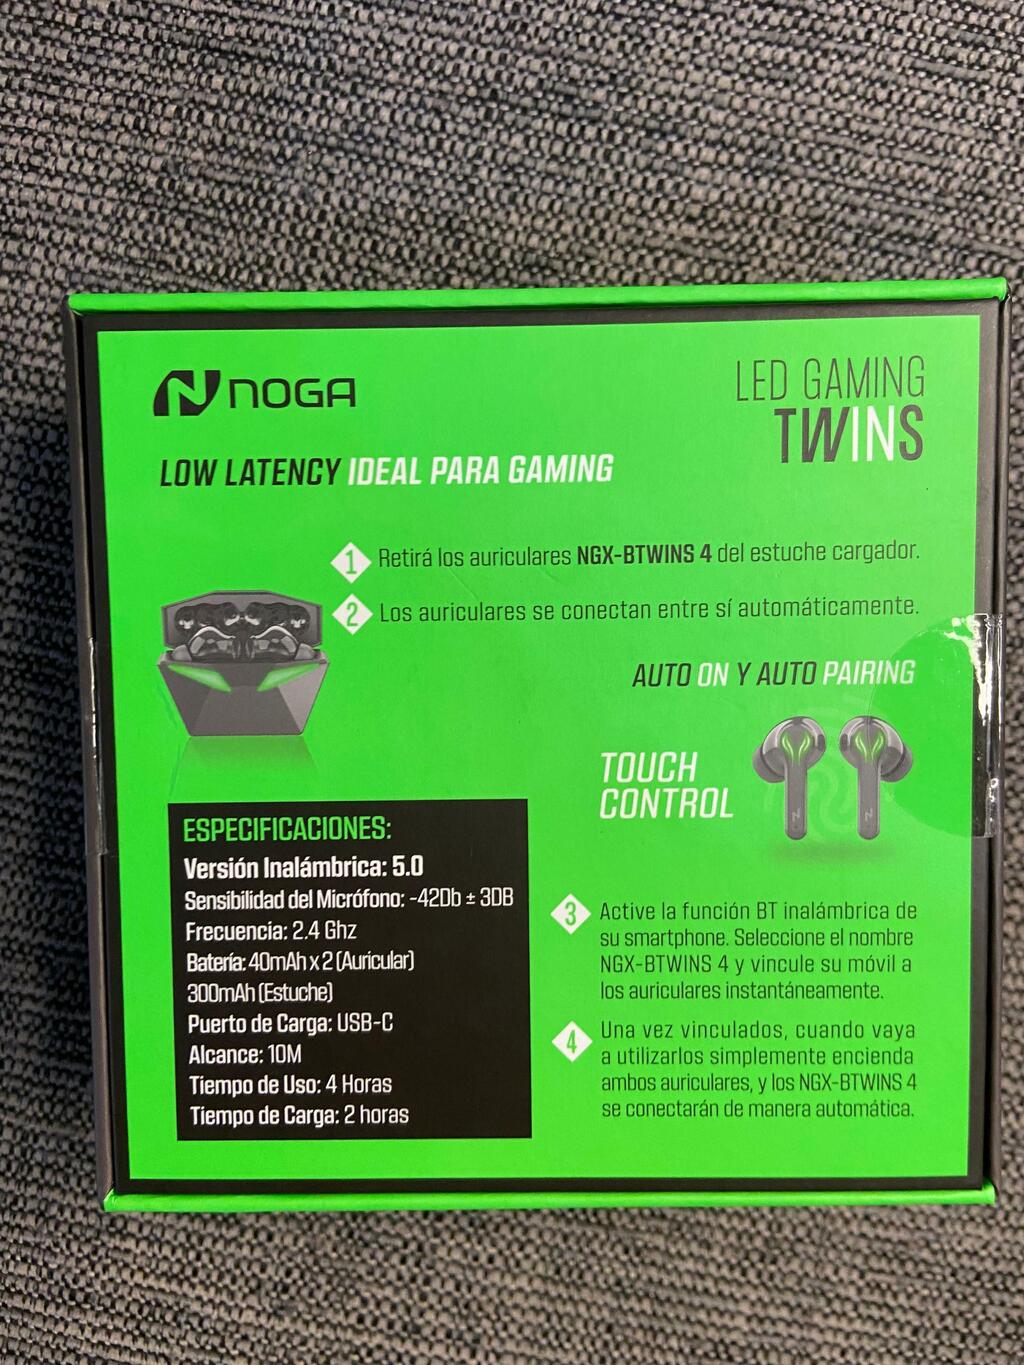 NOGA
LED GAMING
TWINS
LOW LATENCY IDEAL PARA GAMING
1 Retirá los auriculares NGX-BTWINS 4 del estuche cargador.
2 Los auriculares se conectan entre sí automáticamente.
AUTO ON Y AUTO PAIRING
TOUCH
CONTROL
ESPECIFICACIONES:
Versión Inalámbrica: 5.0
Sensibilidad del Micrófono: -42Db ± 3DB
Frecuencia: 2.4 Ghz
Batería: 40mAh x 2 (Auricular)
300mAh (Estuche)
Puerto de Carga: USB-C
Alcance: 10M
Tiempo de Uso: 4 Horas
Tiempo de Carga: 2 horas
3 Active la función BT inalámbrica de
su smartphone. Seleccione el nombre
NGX-BTWINS 4 y vincule su móvil a
los auriculares instantáneamente.
4 Una vez vinculados, cuando vaya
a utilizarlos simplemente encienda
ambos auriculares, y los NGX-BTWINS 4
se conectarán de manera automática.